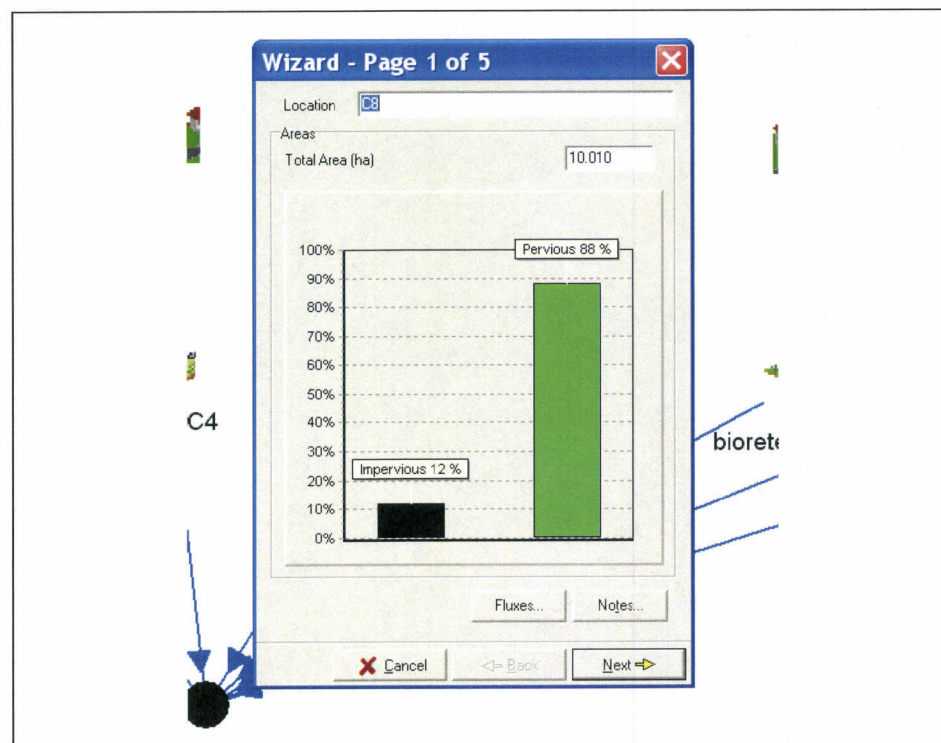 Wizard - Page 1 of 5
Location C8
Areas
Total Area (ha) 10.010
100%
90%
80%
70%
60%
50%
40%
30%
20%
10%
0%
Pervious 88 %
Impervious 12 %
C4
biorete
Fluxes...
Notes...
Cancel
Back
Next